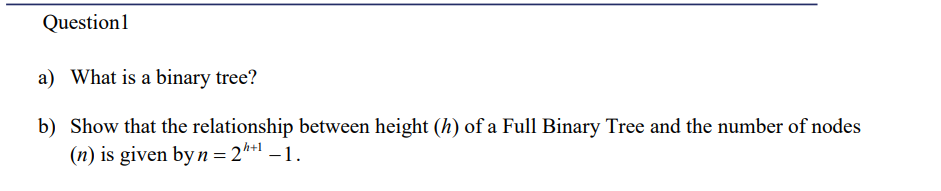 Question1
a) What is a binary tree?
b) Show that the relationship between height (h) of a Full Binary Tree and the number of nodes
(n) is given by n = 2^{h+1} − 1.